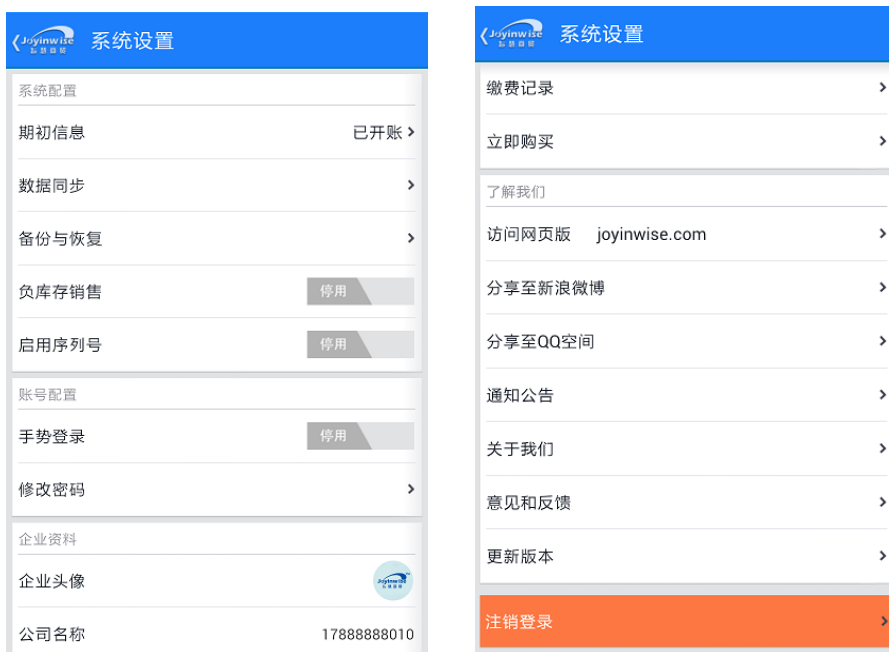 Joyinwise
系统设置
系统配置
期初信息 已开账
数据同步
备份与恢复
负库存销售 停用
启用序列号 停用
账号配置
手势登录 停用
修改密码
企业资料
企业头像
Joyinwise
公司名称 17888888010
Joyinwise
系统设置
缴费记录
立即购买
了解我们
访问网页版 joyinwise.com
分享至新浪微博
分享至QQ空间
通知公告
关于我们
意见和反馈
更新版本
注销登录